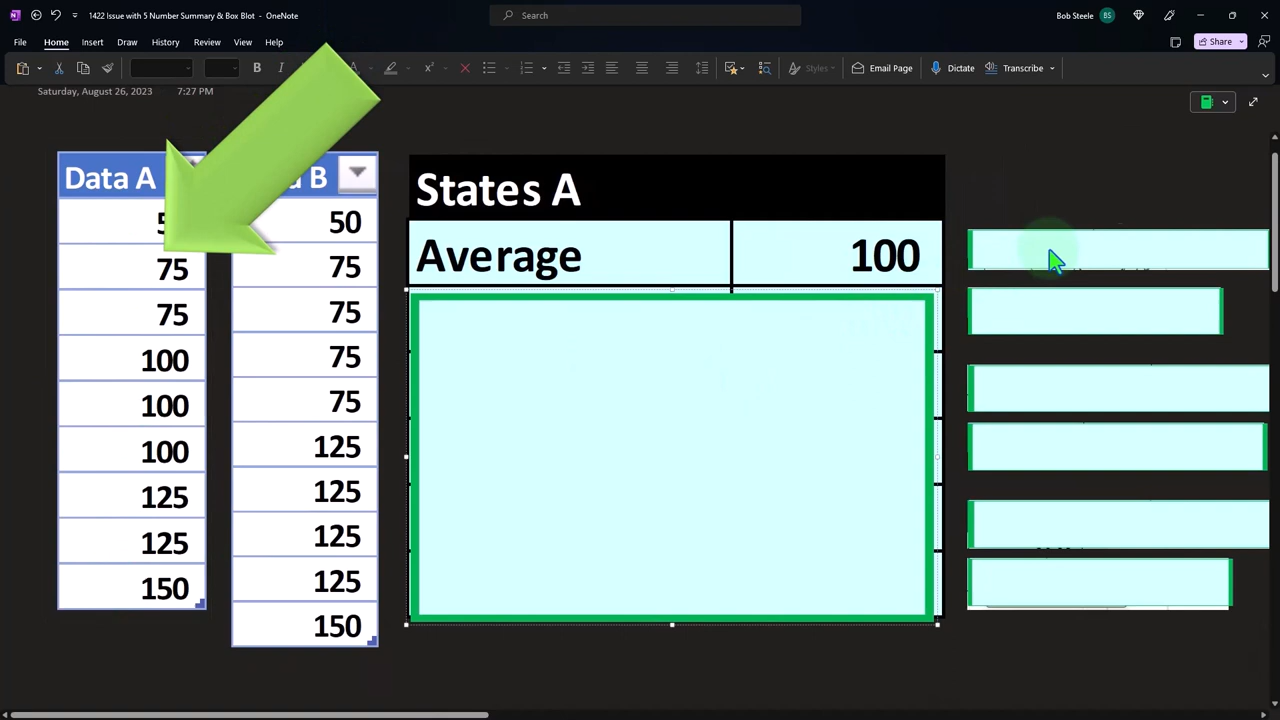 1422 Issue with 5 Number Summary & Box Blot - OneNote
Search
Bob Steele BS
File Home Insert Draw History Review View Help
Share
Email Page Dictate Transcribe
Styles
Saturday, August 26, 2023 7:27 PM
Data A
75
75
100
100
100
125
125
150
B
50
75
75
75
75
125
125
125
125
150
States A
Average 100